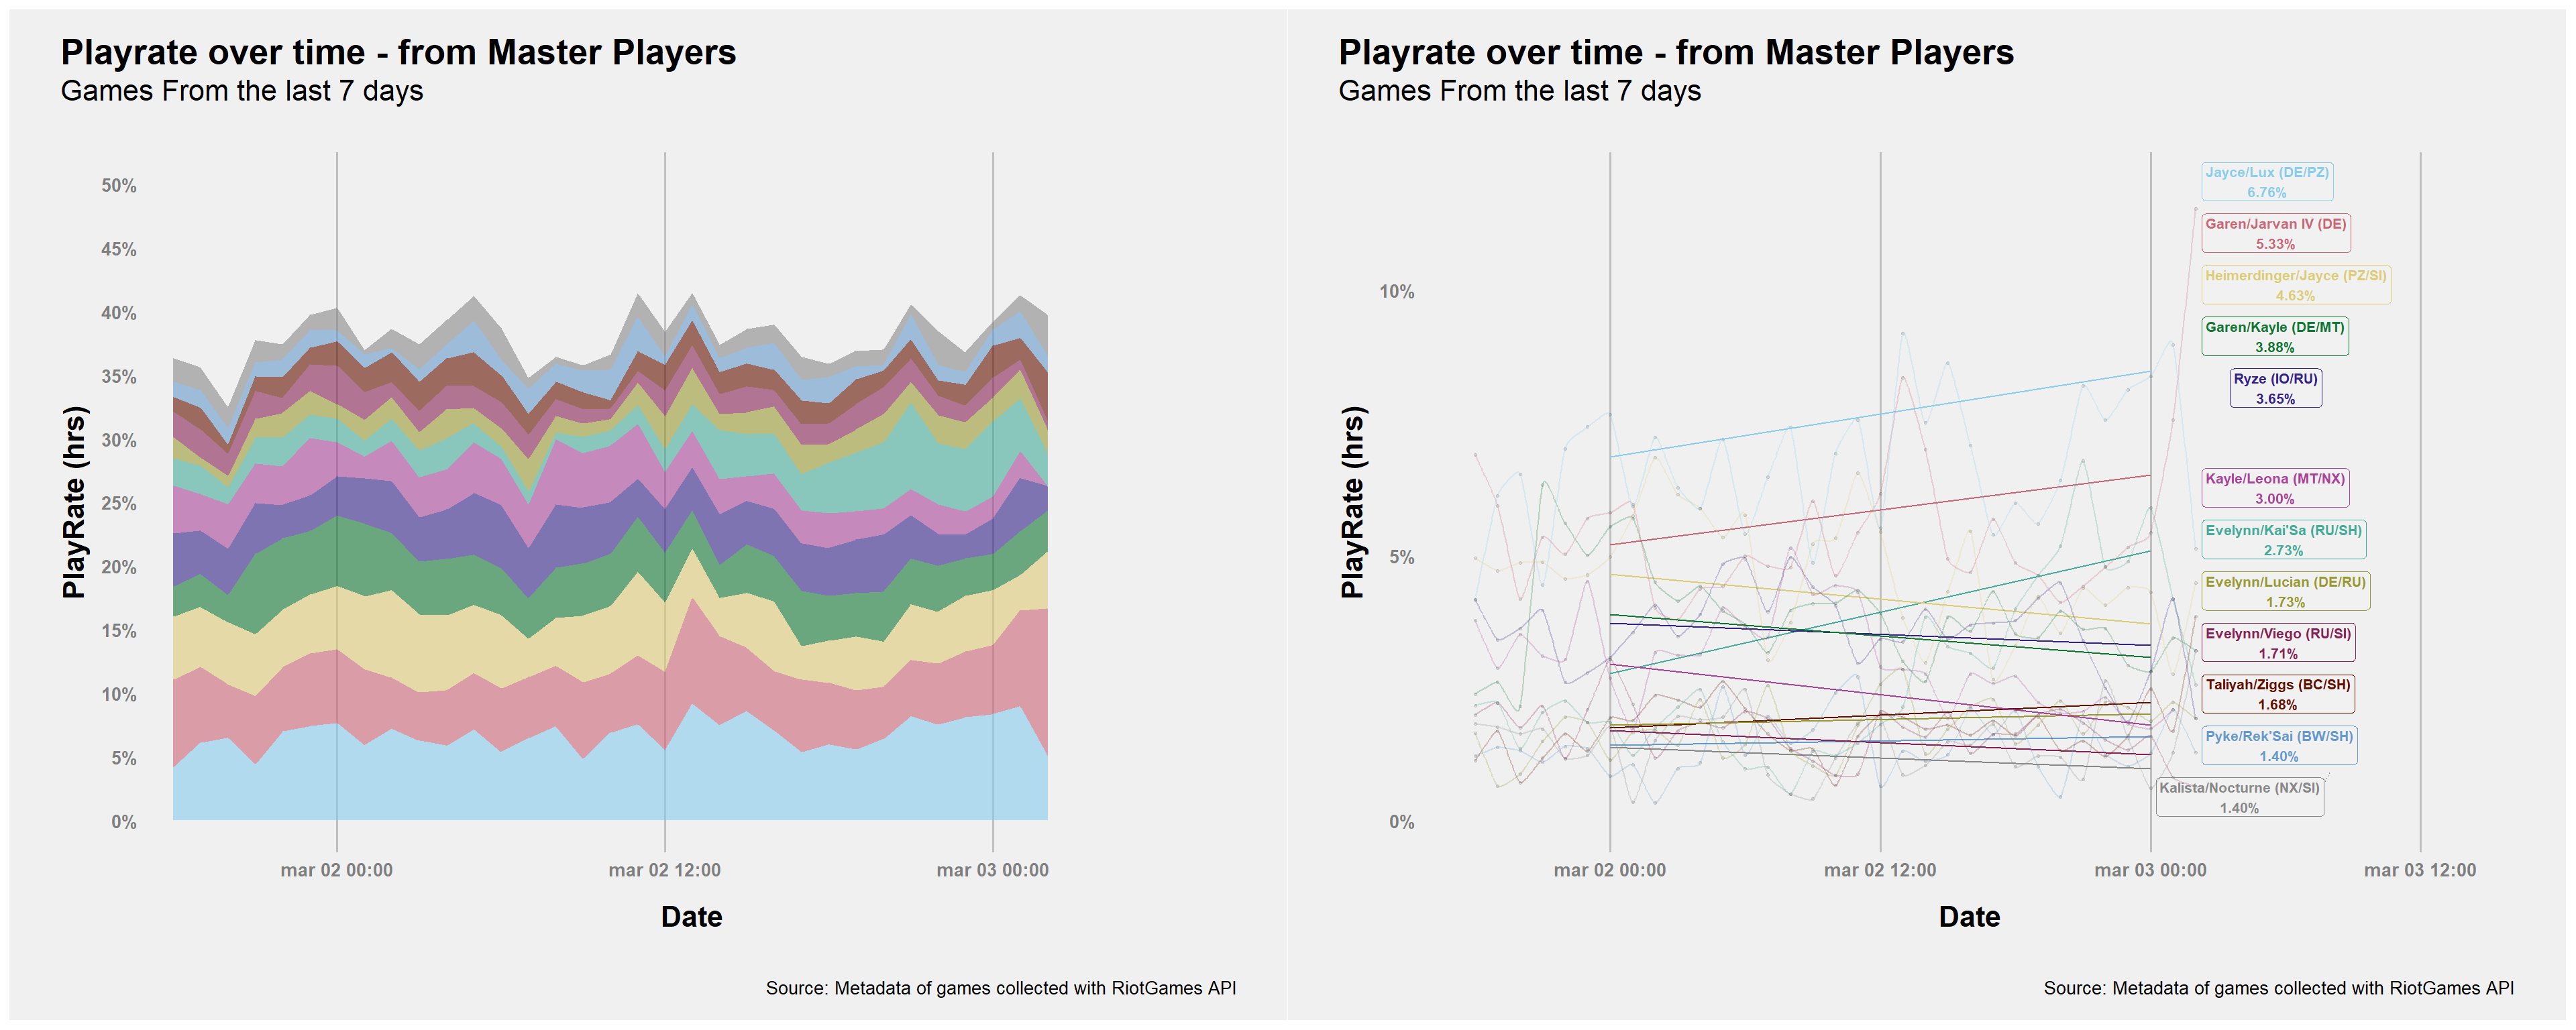 Playrate over time - from Master Players
Games From the last 7 days
50%
45%
40%
35%
30%
25%
20%
15%
10%
5%
0%
PlayRate (hrs)
mar 02 00:00
mar 02 12:00
mar 03 00:00
Date
Source: Metadata of games collected with RiotGames API
Playrate over time - from Master Players
Games From the last 7 days
10%
5%
0%
PlayRate (hrs)
Jayce/Lux (DE/PZ)
6.76%
Garen/Jarvan IV (DE)
5.33%
Heimerdinger/Jayce (PZ/SI)
4.63%
Garen/Kayle (DE/MT)
3.88%
Ryze (IO/RU)
3.65%
Kayle/Leona (MT/NX)
3.00%
Evelynn/Kai'Sa (RU/SH)
2.73%
Evelynn/Lucian (DE/RU)
1.73%
Evelynn/Viego (RU/SI)
1.71%
Taliyah/Ziggs (BC/SH)
1.68%
Pyke/Rek'Sai (BW/SH)
1.40%
Kalista/Nocturne (NX/SI)
1.40%
mar 02 00:00
mar 02 12:00
mar 03 00:00
mar 03 12:00
Date
Source: Metadata of games collected with RiotGames API